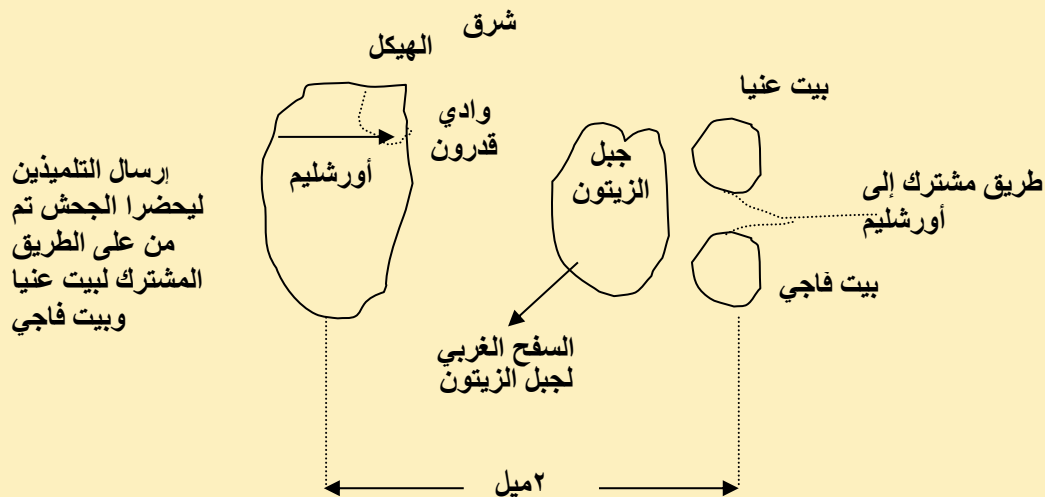 شرق
الهيكل
بيت عنيا
وادي
قدرون
جبل
الزيتون
أورشليم
طريق مشترك إلى
أورشليم
إرسال التلميذين
ليحضرا الجحش تم
من على الطريق
المشترك لبيت عنيا
وبيت فاجي
بيت فاجي
السفح الغربي
لجبل الزيتون
٢ميل